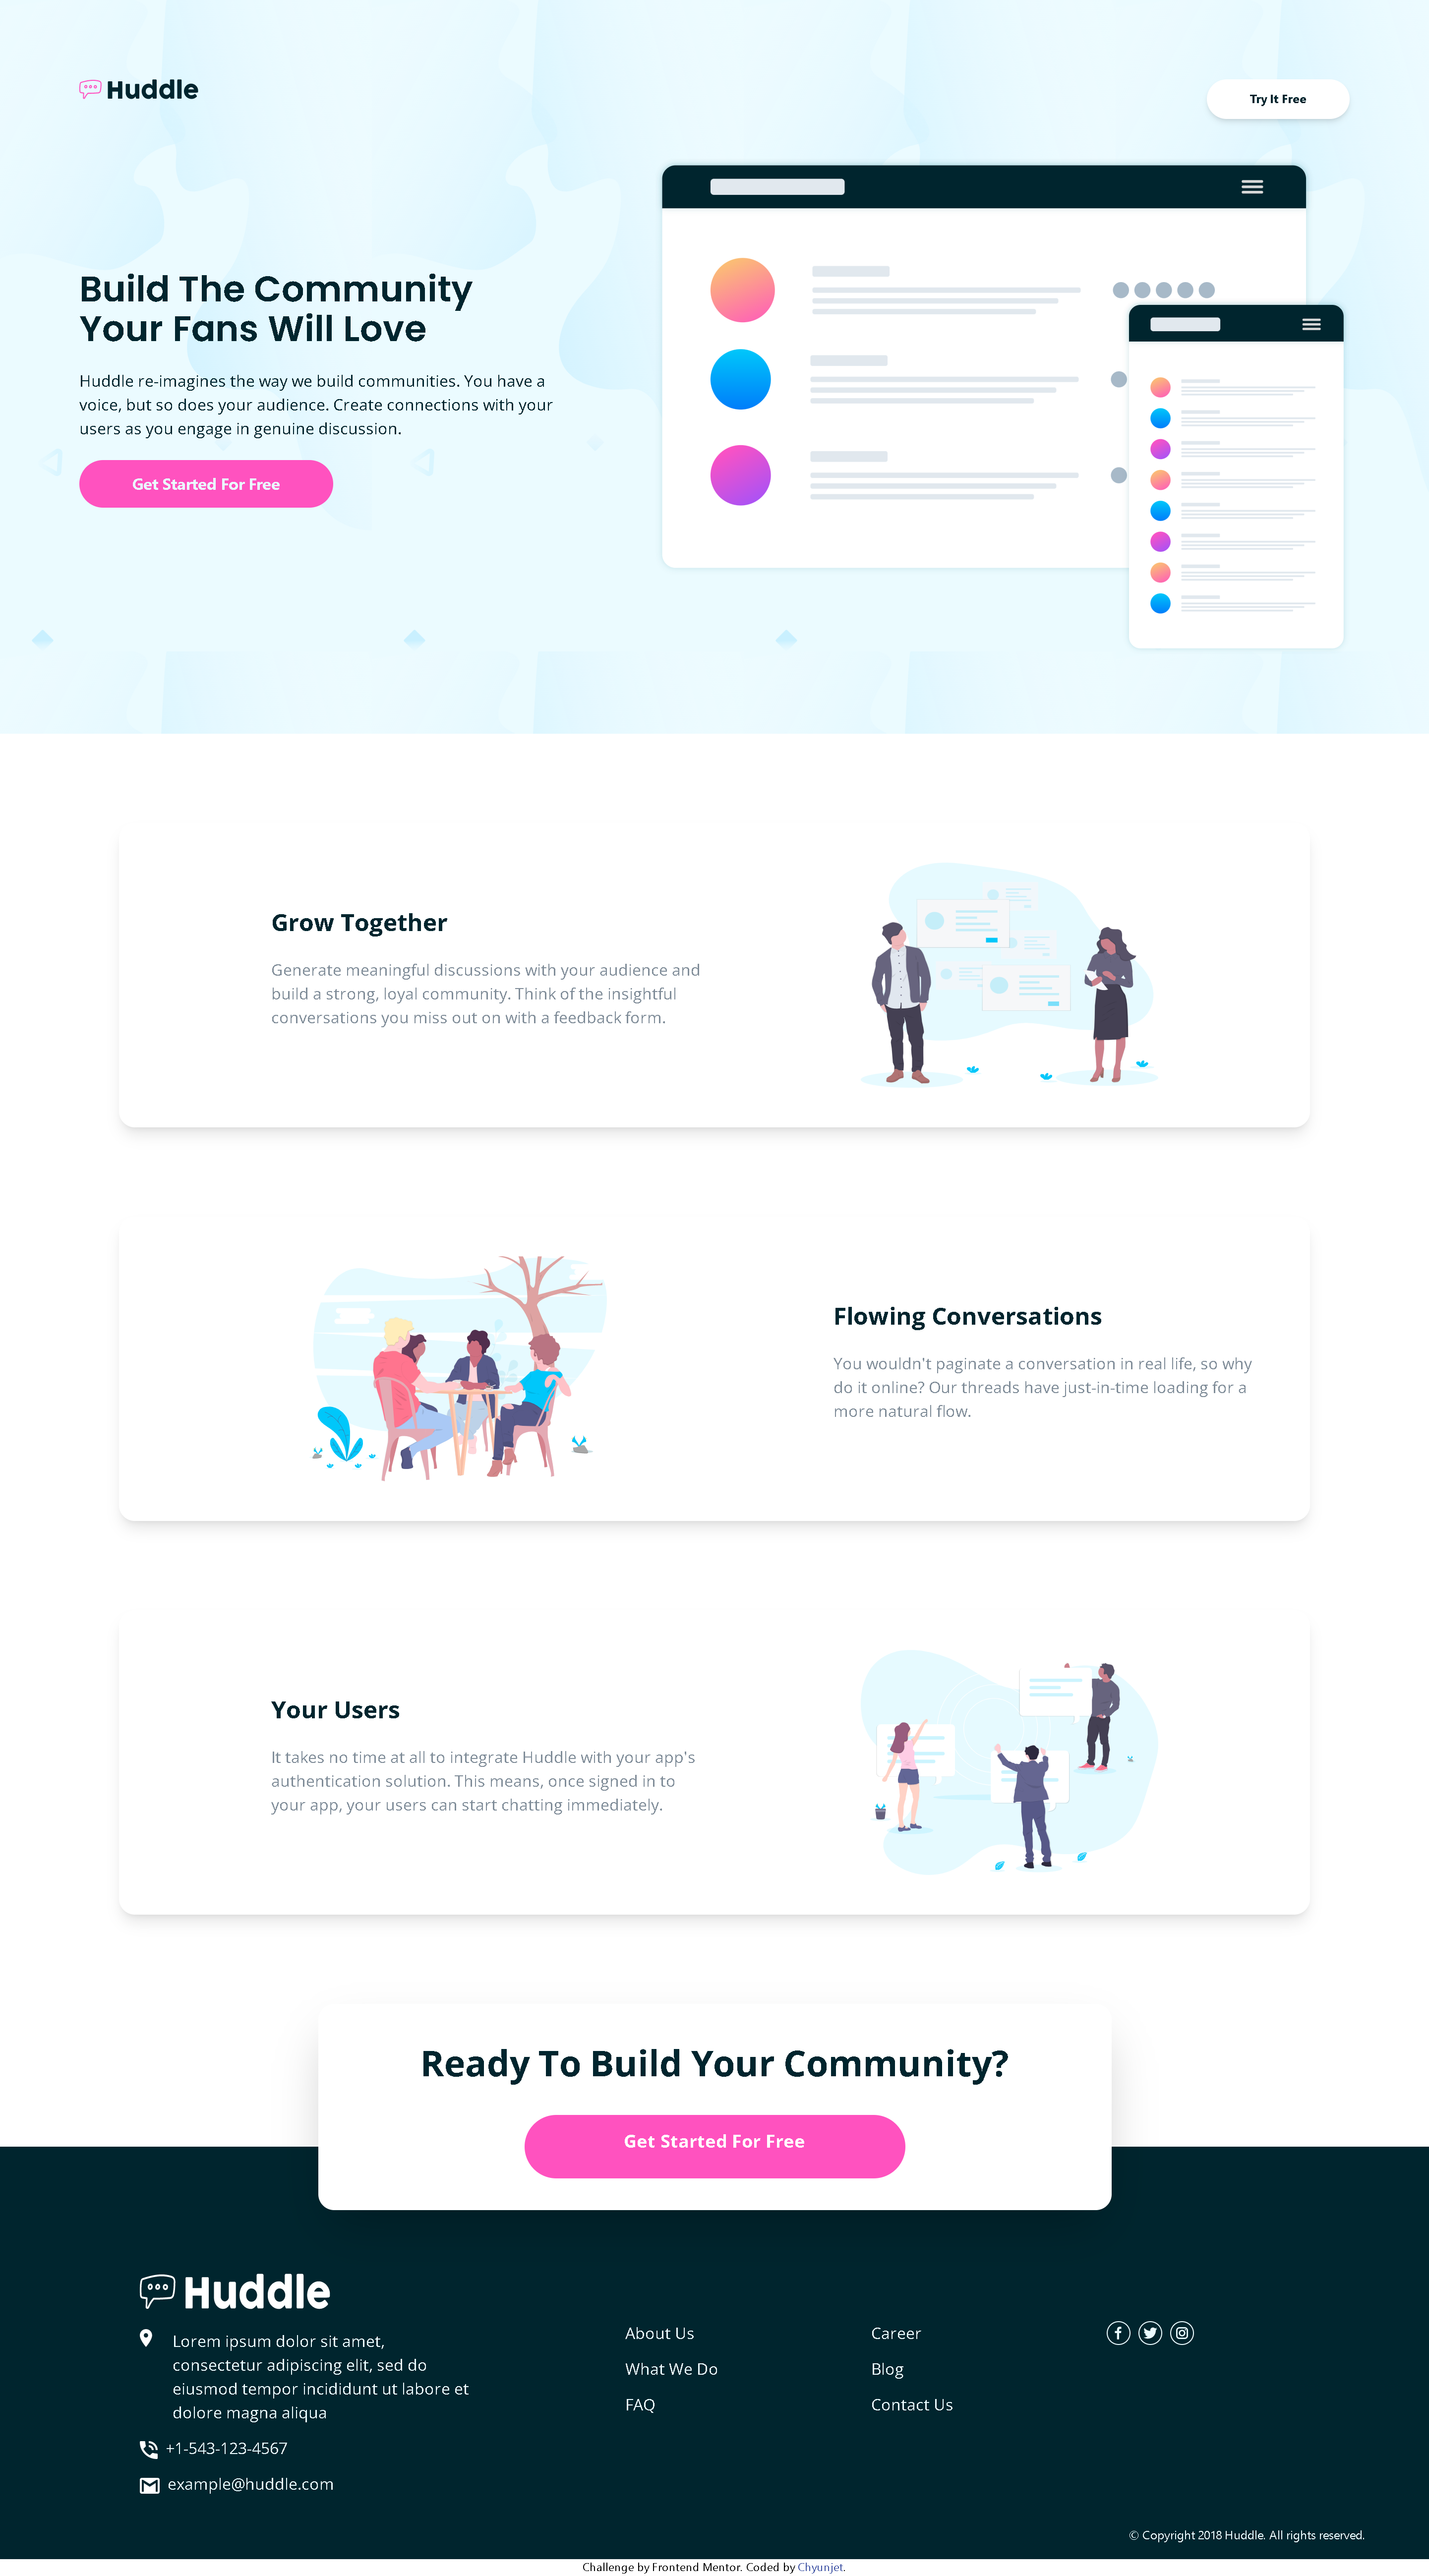 Huddle
Try It Free
Build The Community
Your Fans Will Love
Huddle re-imagines the way we build communities. You have a
voice, but so does your audience. Create connections with your
users as you engage in genuine discussion.
Get Started For Free
Grow Together
Generate meaningful discussions with your audience and
build a strong, loyal community. Think of the insightful
conversations you miss out on with a feedback form.
Flowing Conversations
You wouldn't paginate a conversation in real life, so why
do it online? Our threads have just-in-time loading for a
more natural flow.
Your Users
It takes no time at all to integrate Huddle with your app's
authentication solution. This means, once signed in to
your app, your users can start chatting immediately.
Ready To Build Your Community?
Get Started For Free
Huddle
Lorem ipsum dolor sit amet,
consectetur adipiscing elit, sed do
eiusmod tempor incididunt ut labore et
dolore magna aliqua
+1-543-123-4567
example@huddle.com
About Us
What We Do
FAQ
Career
Blog
Contact Us
© Copyright 2018 Huddle. All rights reserved.
Challenge by Frontend Mentor. Coded by Chyunjet.